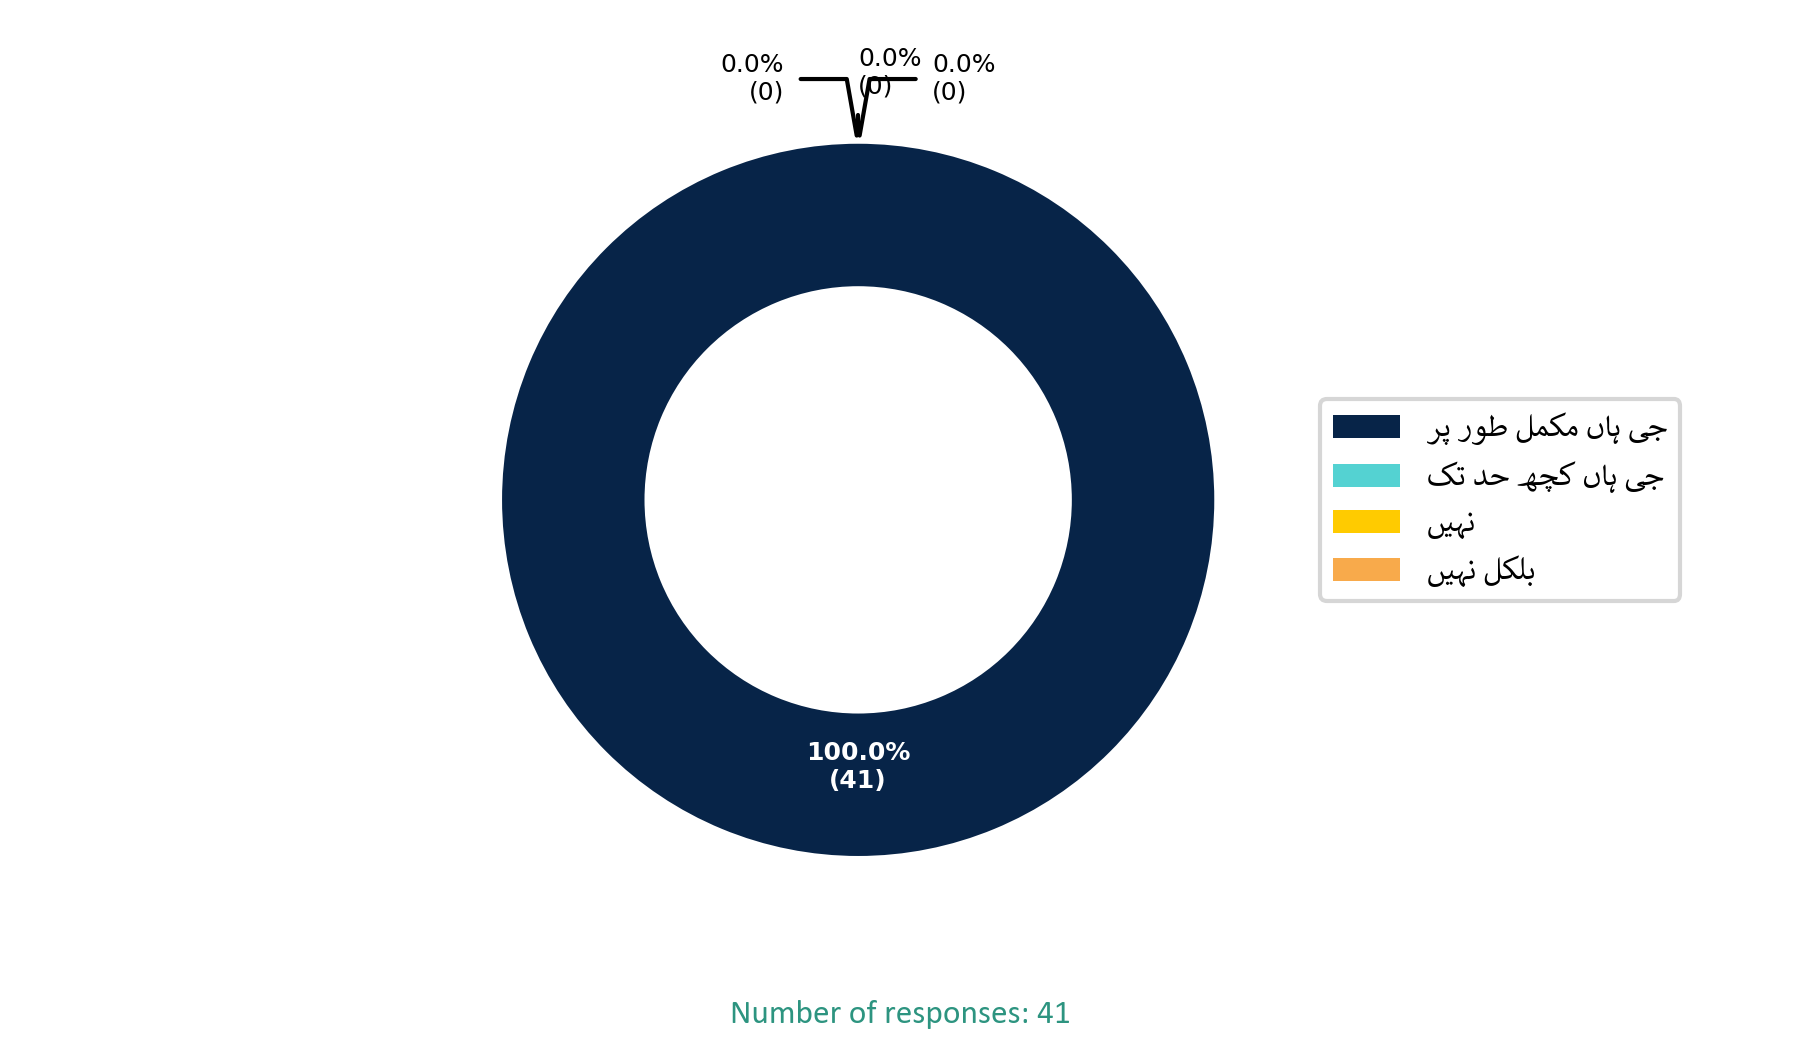 0.0%
(0)
0.0%
(0)
0.0%
(0)
جی ہاں مکمل طور پر
جی ہاں کچھ حد تک
نہیں
بلکل نہیں
100.0%
(41)
Number of responses: 41